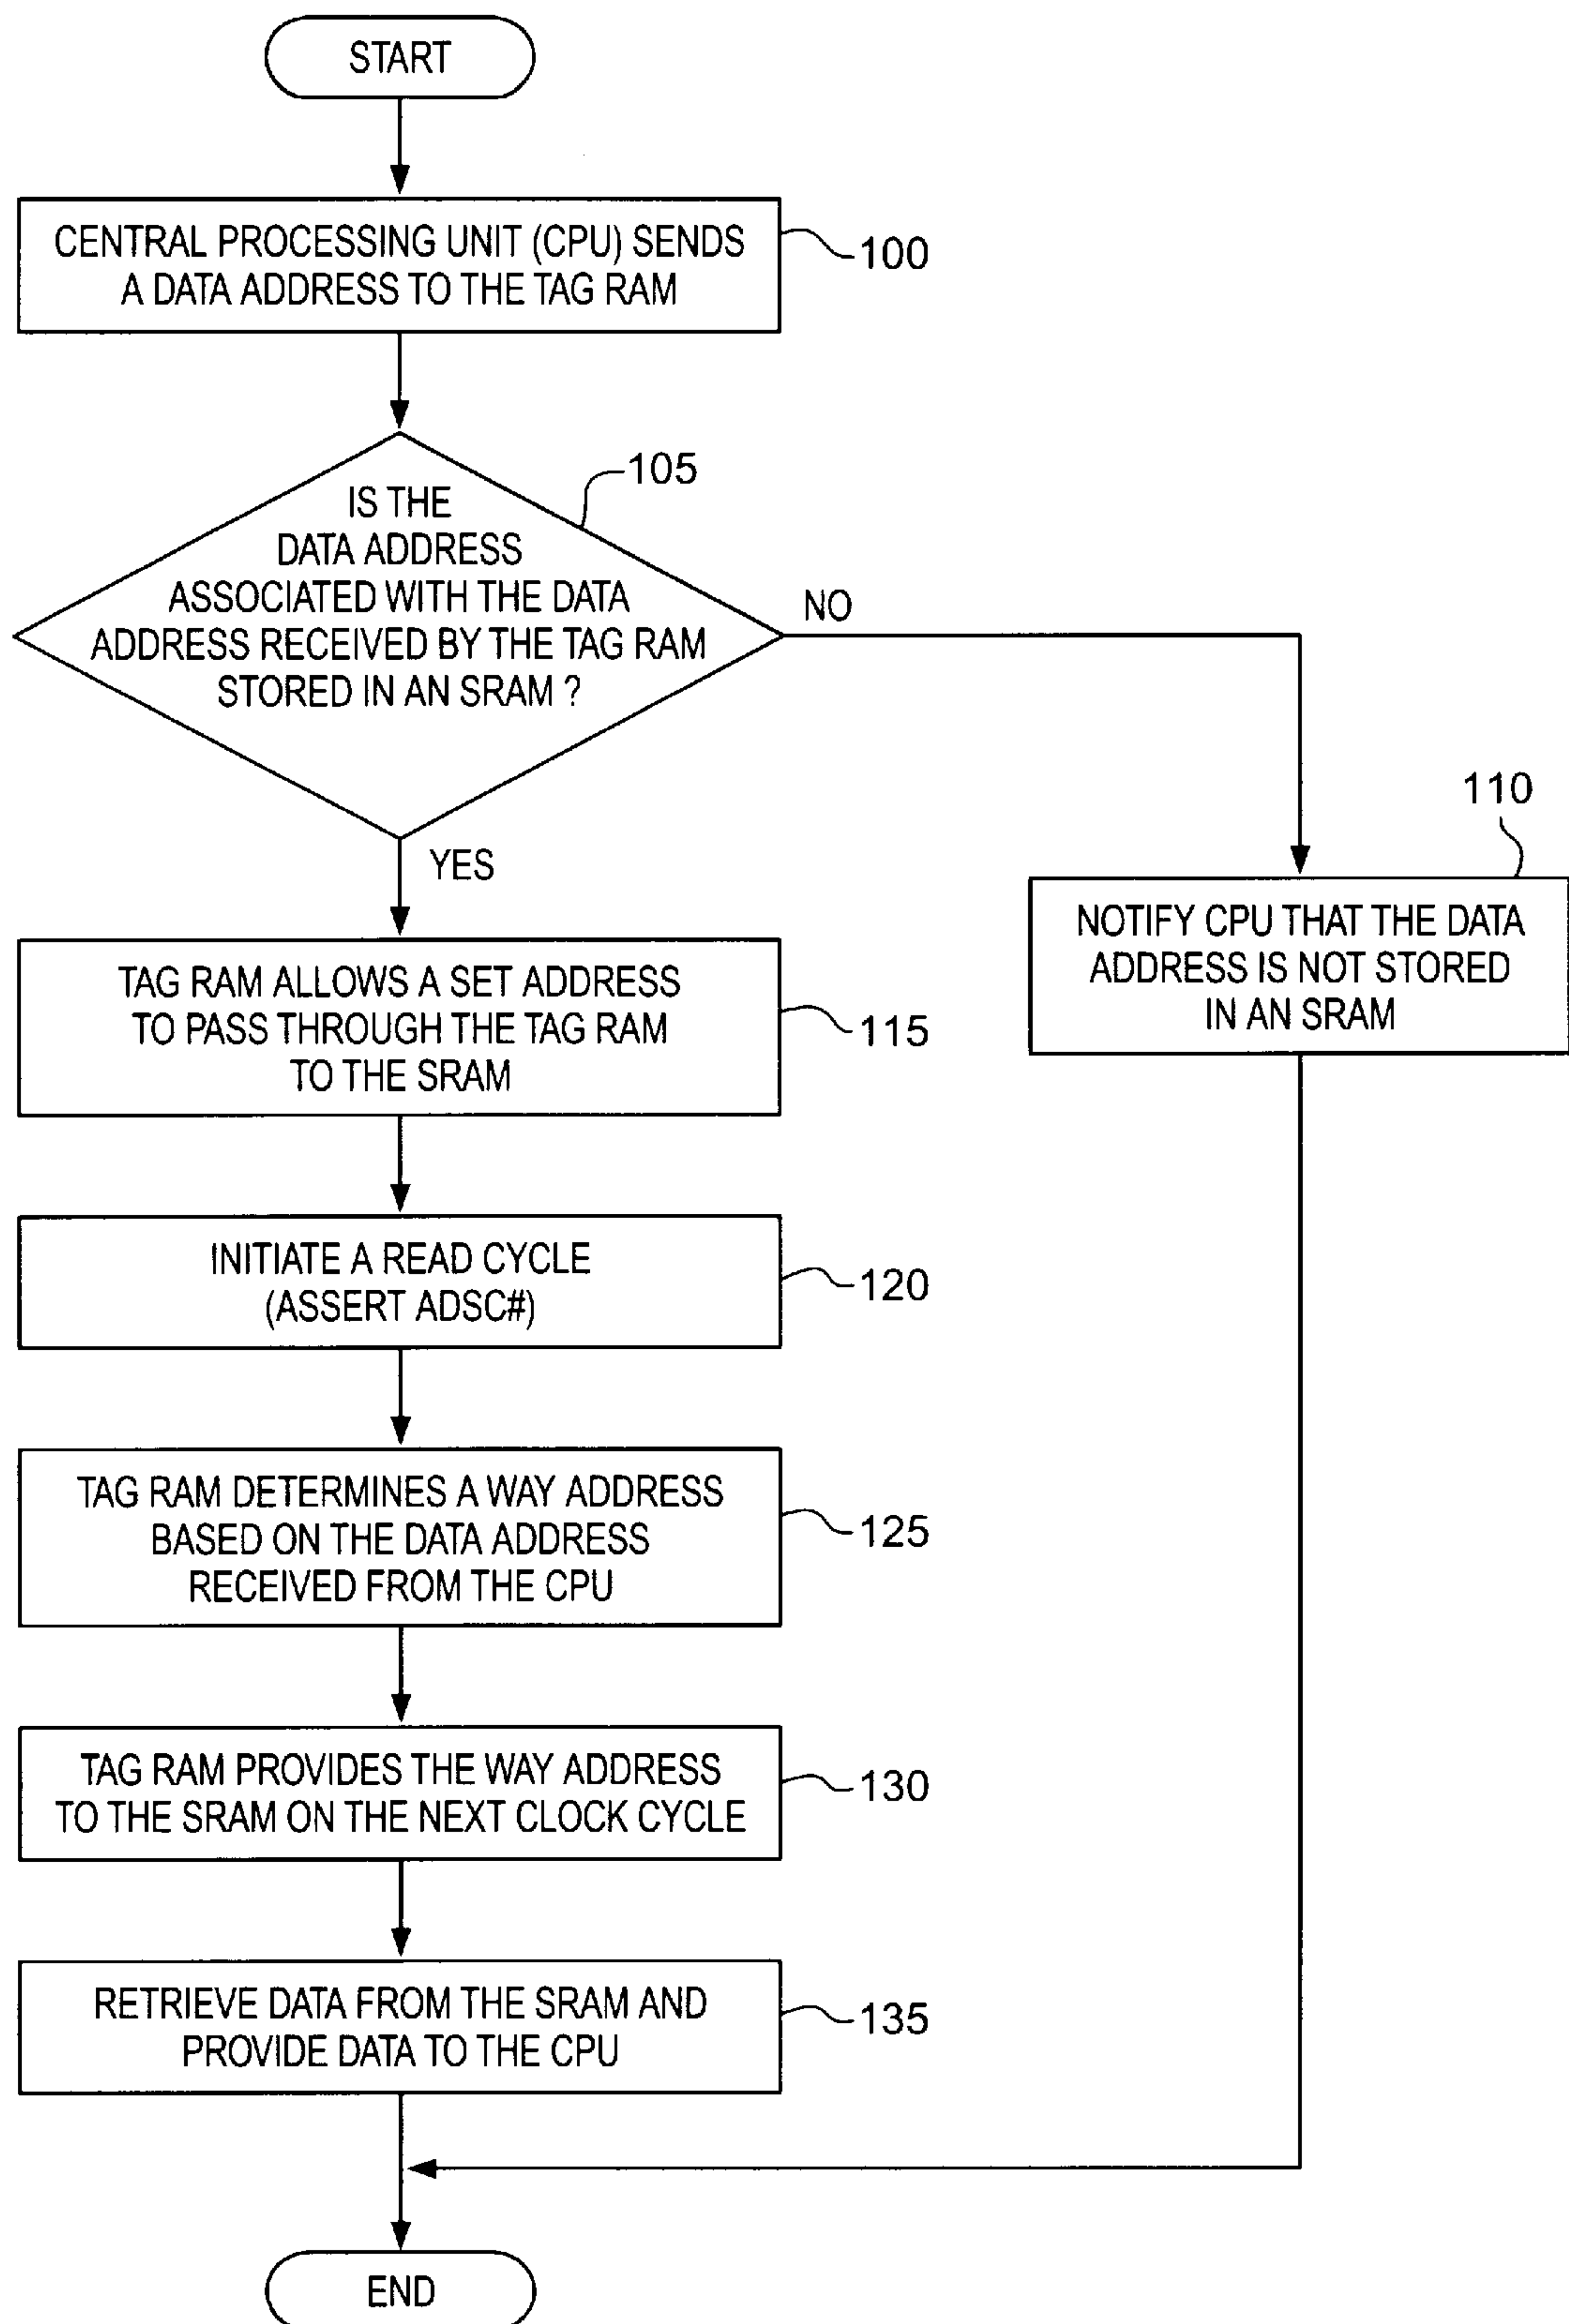 START
CENTRAL PROCESSING UNIT (CPU) SENDS
A DATA ADDRESS TO THE TAG RAM
100
IS THE
DATA ADDRESS
ASSOCIATED WITH THE DATA
ADDRESS RECEIVED BY THE TAG RAM
STORED IN AN SRAM ?
105
NO
YES
110
NOTIFY CPU THAT THE DATA
ADDRESS IS NOT STORED
IN AN SRAM
TAG RAM ALLOWS A SET ADDRESS
TO PASS THROUGH THE TAG RAM
TO THE SRAM
115
INITIATE A READ CYCLE
(ASSERT ADSC#)
120
TAG RAM DETERMINES A WAY ADDRESS
BASED ON THE DATA ADDRESS
RECEIVED FROM THE CPU
125
TAG RAM PROVIDES THE WAY ADDRESS
TO THE SRAM ON THE NEXT CLOCK CYCLE
130
RETRIEVE DATA FROM THE SRAM AND
PROVIDE DATA TO THE CPU
135
END